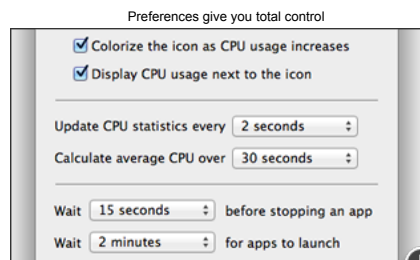 Preferences give you total control
Colorize the icon as CPU usage increases
Display CPU usage next to the icon
Update CPU statistics every 2 seconds
Calculate average CPU over 30 seconds
Wait 15 seconds before stopping an app
Wait 2 minutes for apps to launch